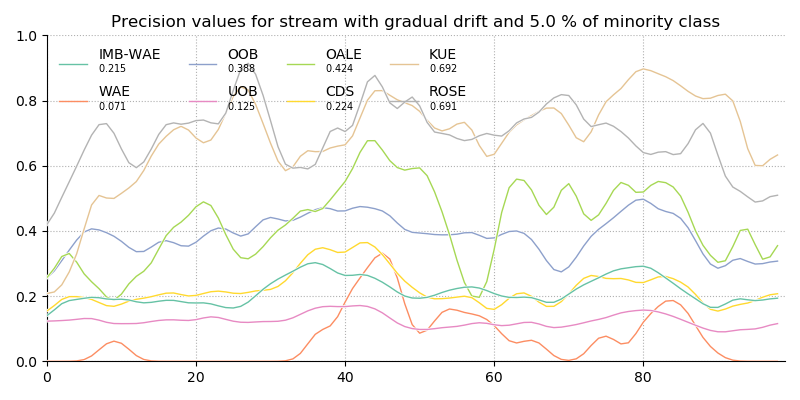 Precision values for stream with gradual drift and 5.0 % of minority class
1.0
IMB-WAE OOB OALE KUE
0.215 0.388 0.424 0.692
WAE UOB CDS ROSE
0.071 0.125 0.224 0.691
0.8
0.6
0.4
0.2
0.0
0 20 40 60 80